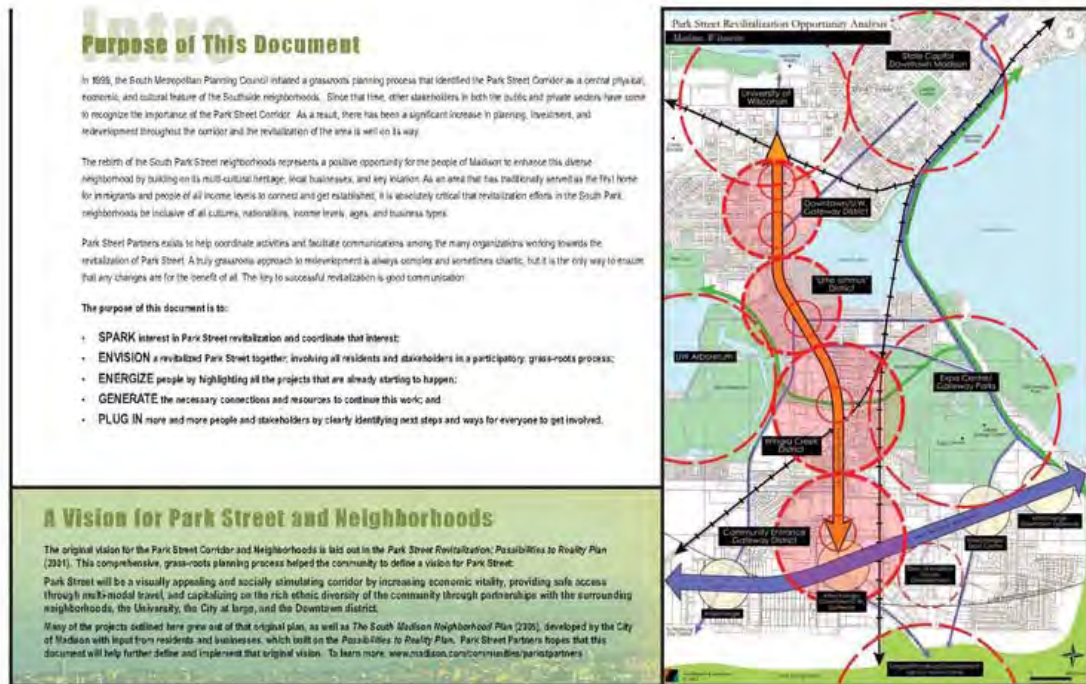 Intro
Purpose of This Document
In 1999, the South Metropolitan Planning Council initiated a grassroots planning process that identified the Park Street Corridor as a central physical,
economic, and cultural feature of the Southside neighborhoods. Since that time, other stakeholders in both the public and private sectors have come
to recognize the importance of the Park Street Corridor. As a result, there has been a significant increase in planning, investment, and
redevelopment throughout the corridor and the revitalization of the area is well on its way.
The rebirth of the South Park Street neighborhoods represents a positive opportunity for the people of Madison to enhance this diverse
neighborhood by building on its multi-cultural heritage, local businesses, and key location. As an area that has traditionally served as the first home
for immigrants and people of all income levels to connect and get established, it is absolutely critical that revitalization efforts in the South Park
neighborhoods be inclusive of all cultures, nationalities, income levels, ages, and business types.
Park Street Partners exists to help coordinate activities and facilitate communications among the many organizations working towards the
revitalization of Park Street. A truly grassroots approach to redevelopment is always complex and sometimes chaotic, but it is the only way to ensure
that any changes are for the benefit of all. The key to successful revitalization is good communication.
The purpose of this document is to:
• SPARK interest in Park Street revitalization and coordinate that interest;
• ENVISION a revitalized Park Street together, involving all residents and stakeholders in a participatory, grass-roots process;
• ENERGIZE people by highlighting all the projects that are already starting to happen;
• GENERATE the necessary connections and resources to continue this work; and
• PLUG IN more and more people and stakeholders by clearly identifying next steps and ways for everyone to get involved.
A Vision for Park Street and Neighborhoods
The original vision for the Park Street Corridor and Neighborhoods is laid out in the Park Street Revitalization: Possibilities to Reality Plan
(2001). This comprehensive, grass-roots planning process helped the community to define a vision for Park Street:
Park Street will be a visually appealing and socially stimulating corridor by increasing economic vitality, providing safe access
through multi-modal travel, and capitalizing on the rich ethnic diversity of the community through partnerships with the surrounding
neighborhoods, the University, the City at large, and the Downtown district.
Many of the projects outlined here grew out of that original plan, as well as The South Madison Neighborhood Plan (2005), developed by the City
of Madison with input from residents and businesses, which built on the Possibilities to Reality Plan. Park Street Partners hopes that this
document will help further define and implement that original vision. To learn more: www.madison.com/communities/parkstpartners
Park Street Revitalization Opportunity Analysis
Madison, Wisconsin
5
State Capitol
Downtown Madison
University of
Wisconsin
Downtown/U.W.
Gateway District
District
UW Arboretum
Expo Center/
Gateway Parks
Wingra Creek
District
Community Entrance
Gateway District